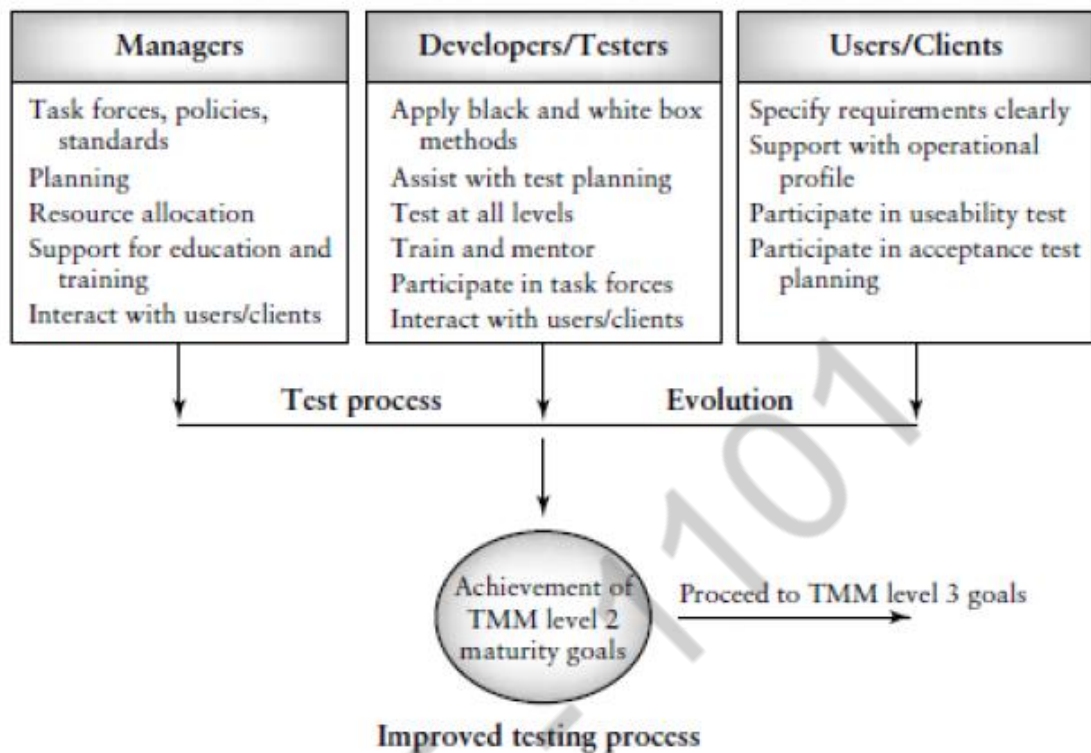 Managers
Task forces, policies,
standards
Planning
Resource allocation
Support for education and
training
Interact with users/clients
Developers/Testers
Apply black and white box
methods
Assist with test planning
Test at all levels
Train and mentor
Participate in task forces
Interact with users/clients
Users/Clients
Specify requirements clearly
Support with operational
profile
Participate in useability test
Participate in acceptance test
planning
Test process
Evolution
Achievement of
TMM level 2
maturity goals
Proceed to TMM level 3 goals
Improved testing process
- 101